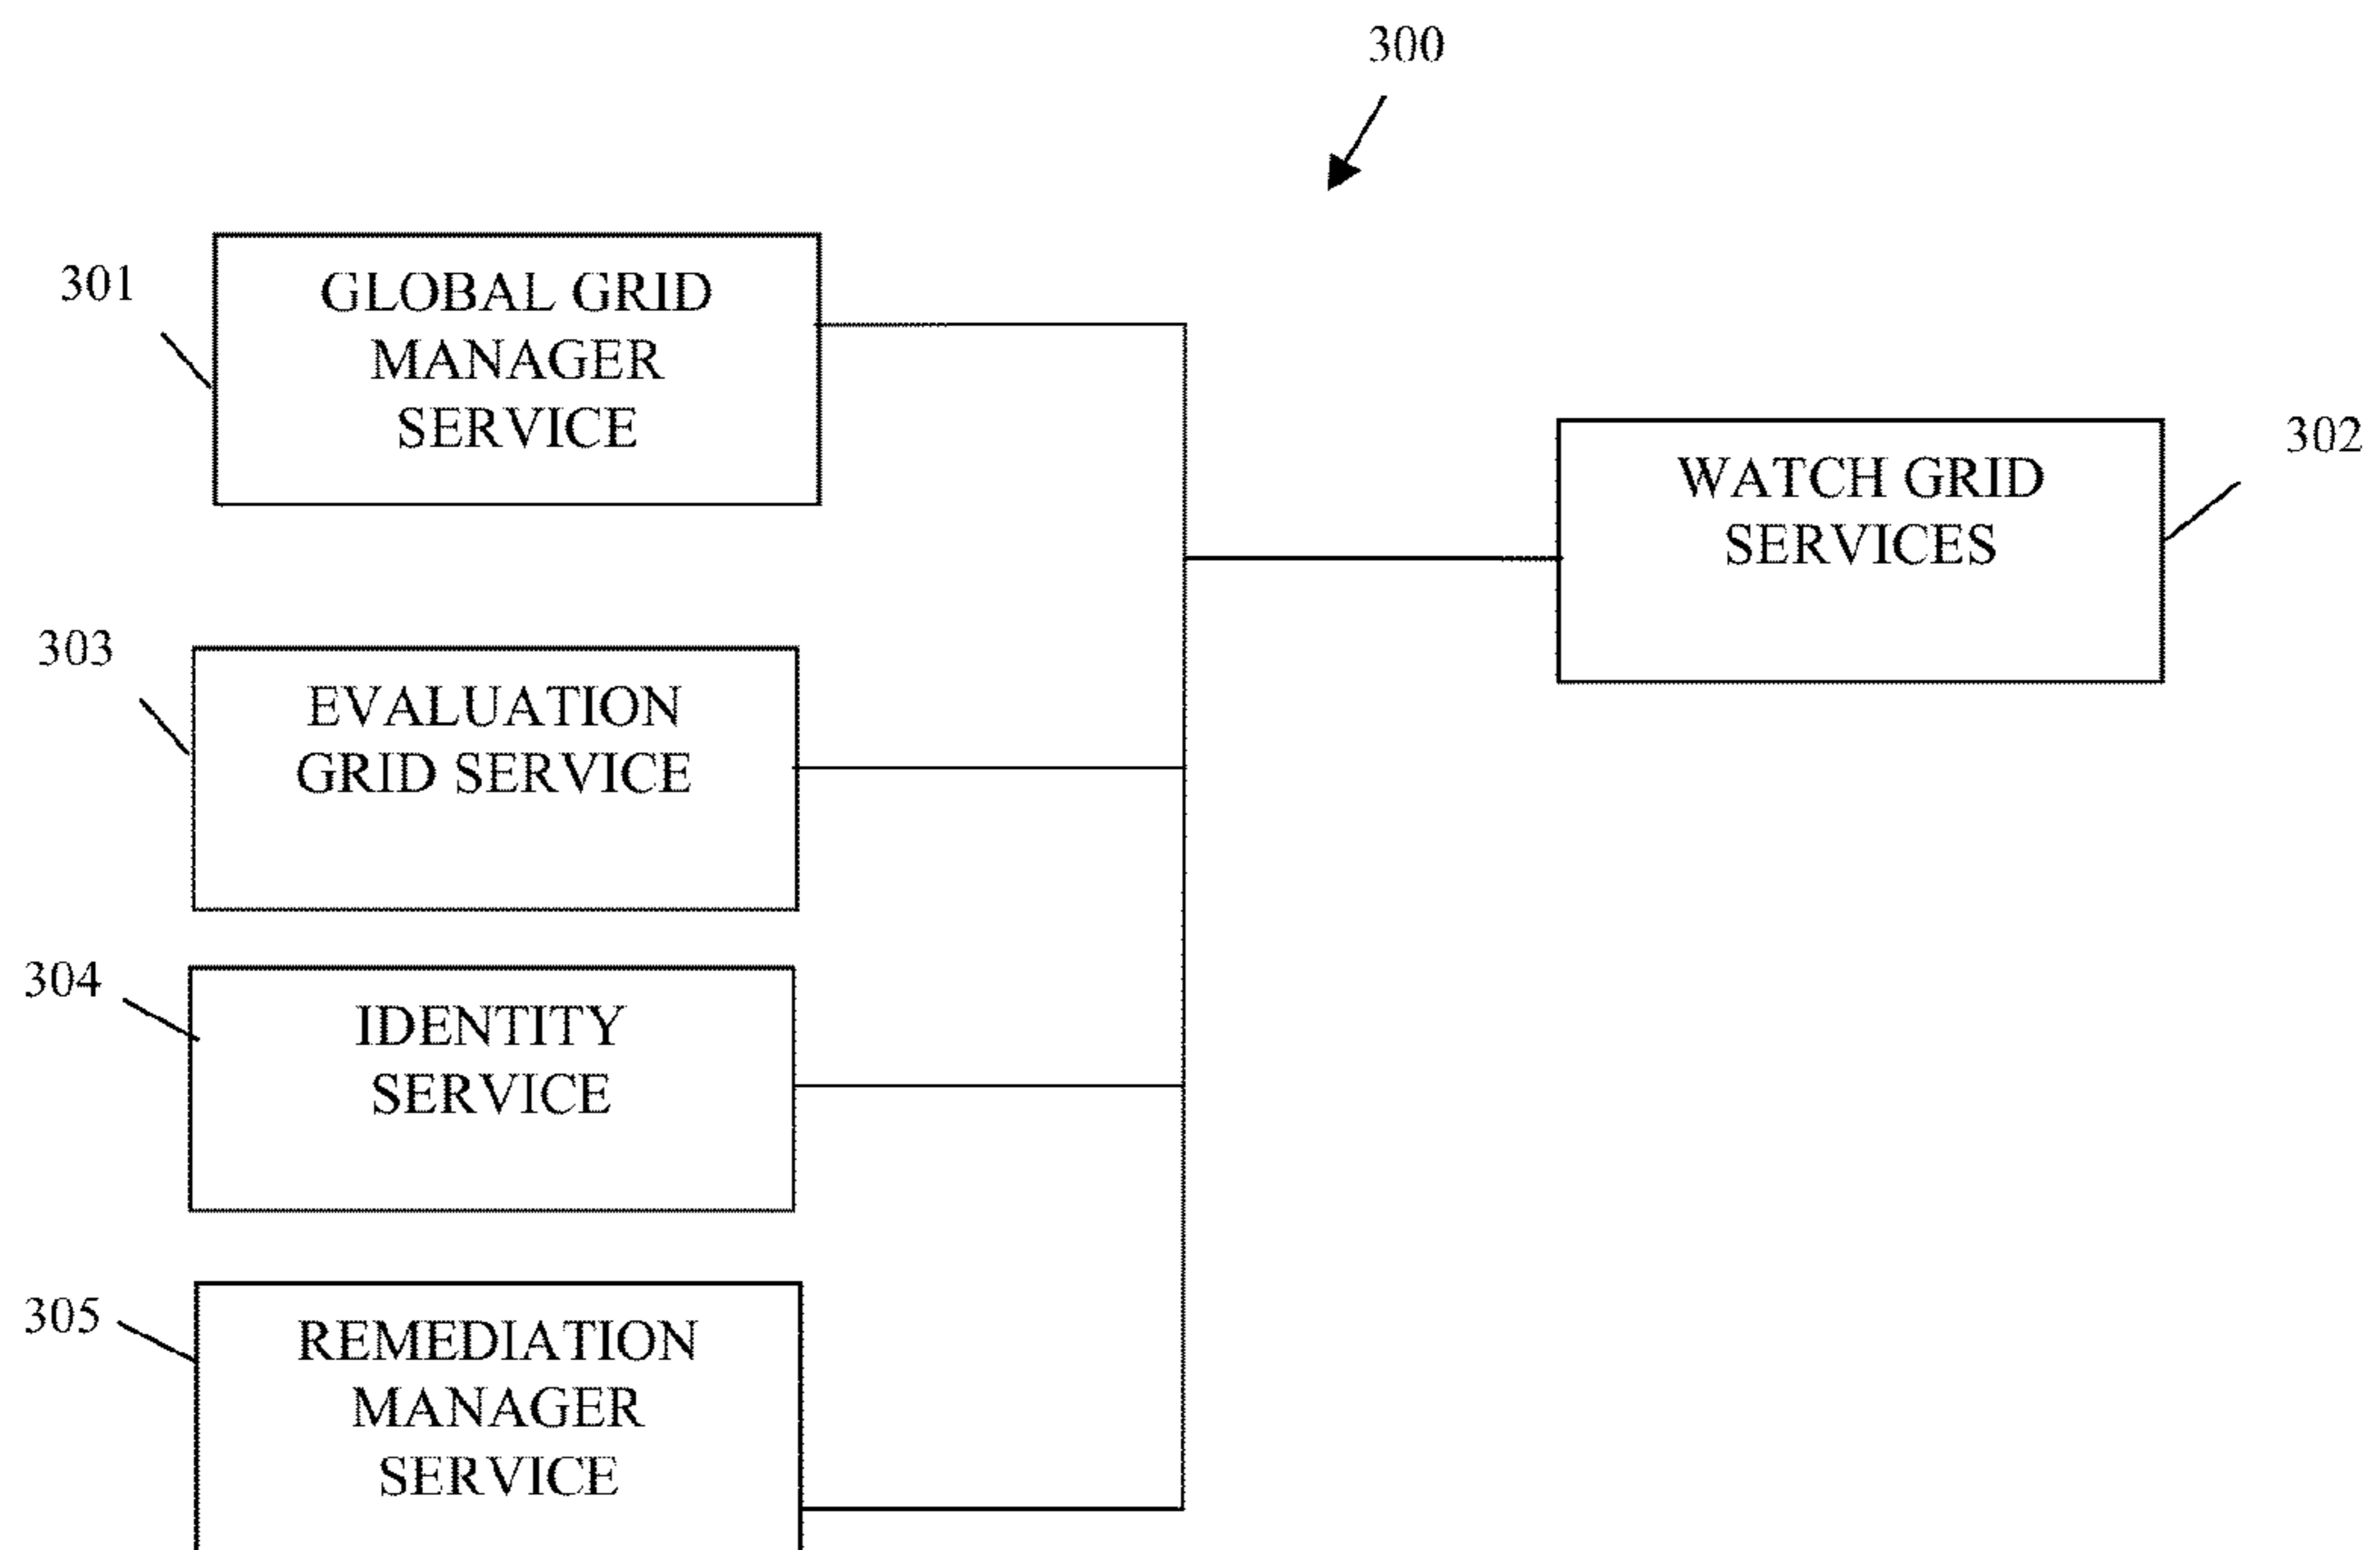 300
301
GLOBAL GRID
MANAGER
SERVICE
302
WATCH GRID
SERVICES
303
EVALUATION
GRID SERVICE
304
IDENTITY
SERVICE
305
REMEDIATION
MANAGER
SERVICE